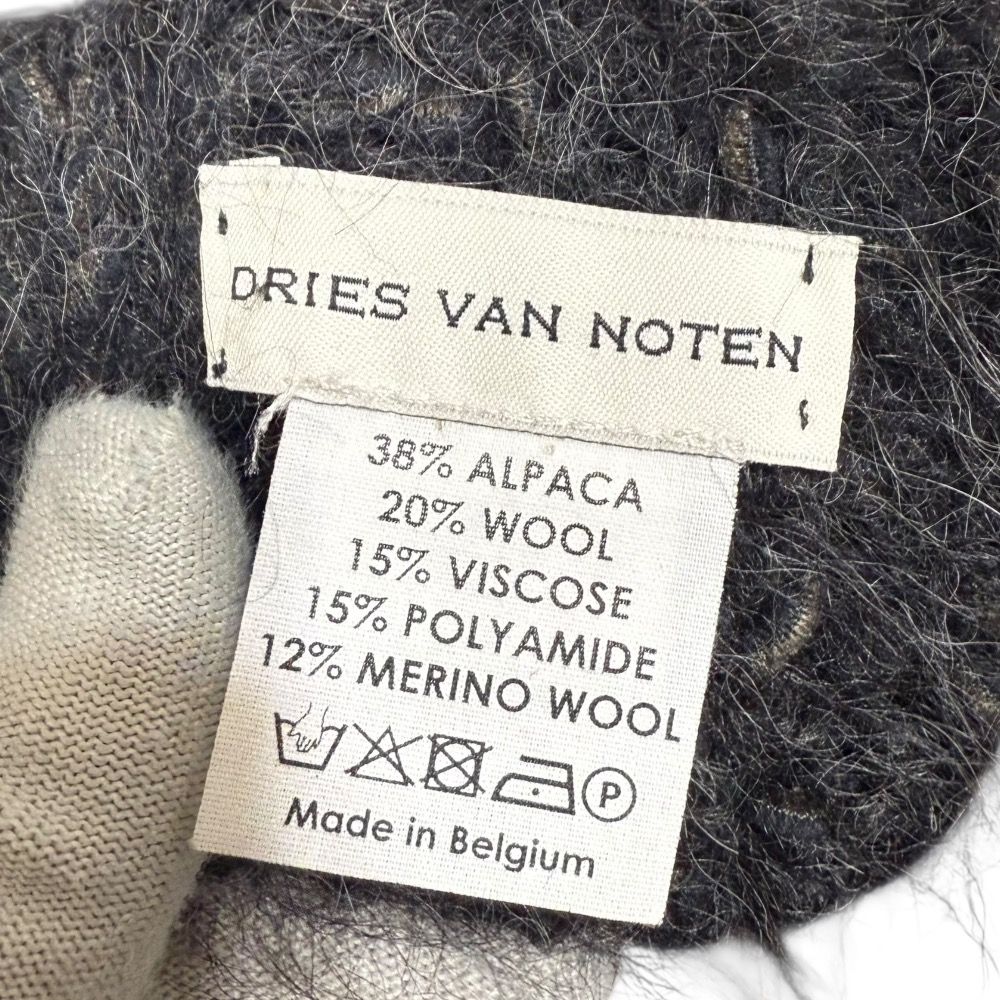 DRIES VAN NOTEN
38% ALPACA
20% WOOL
15% VISCOSE
15% POLYAMIDE
12% MERINO WOOL
P
Made in Belgium